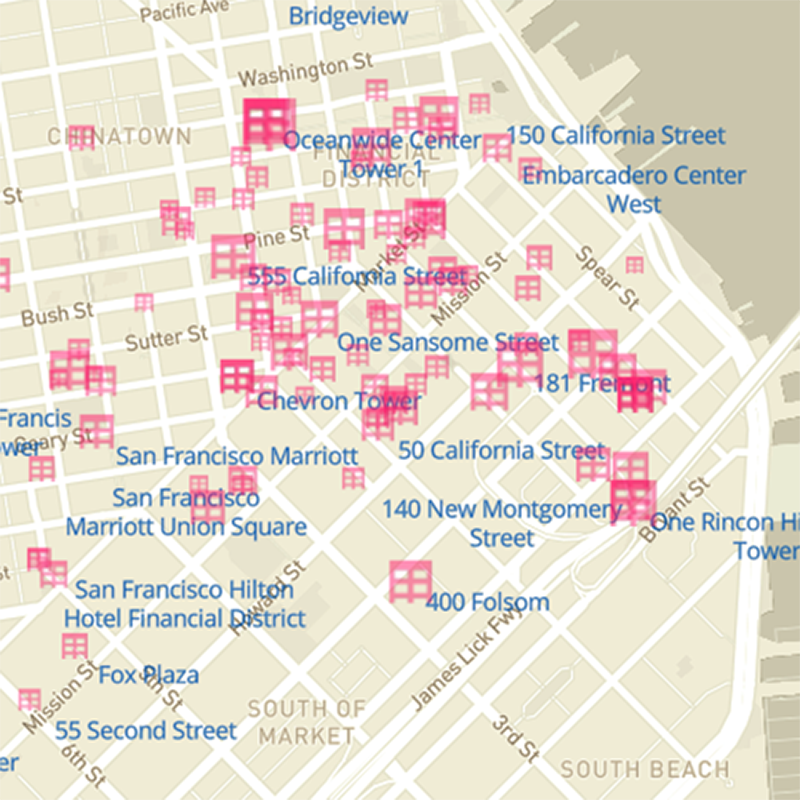 Pacific Ave
Bridgeview
Washington St
CHINATOWN
Oceanwide Center
Tower 1
150 California Street
FINANCIAL
DISTRICT
Embarcadero Center
West
St
Pine St
Market St
Mission St
Spear St
555 California Street
Bush St
Sutter St
One Sansome Street
181 Fremont
Chevron Tower
Francis
wer
Geary St
San Francisco Marriott
50 California Street
San Francisco
Marriott Union Square
140 New Montgomery
Street
Bryant St
One Rincon Hi
Tower
St
San Francisco Hilton
Hotel Financial District
Howard St
400 Folsom
James Lick Fwy
Fox Plaza
Mission St
55 Second Street
SOUTH OF
MARKET
3rd St
6th St
er
SOUTH BEACH